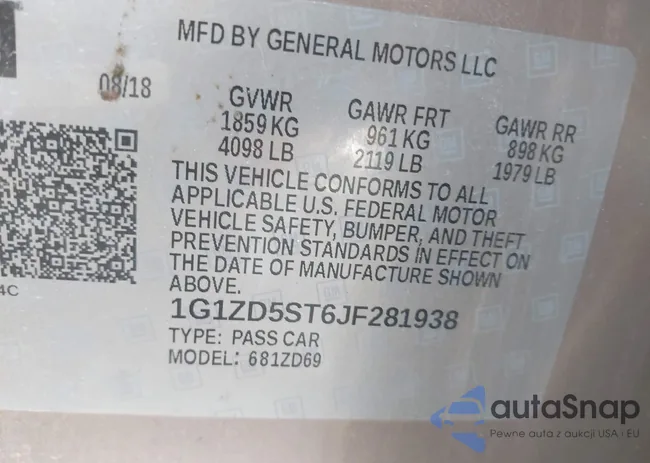 MFD BY GENERAL MOTORS LLC
08/18
GVWR GAWR FRT GAWR RR
1859 KG 961 KG 898 KG
4098 LB 2119 LB 1979 LB
THIS VEHICLE CONFORMS TO ALL
APPLICABLE U.S. FEDERAL MOTOR
VEHICLE SAFETY, BUMPER, AND THEFT
PREVENTION STANDARDS IN EFFECT ON
THE DATE OF MANUFACTURE SHOWN
ABOVE.
4C
1G1ZD5ST6JF281938
TYPE: PASS CAR
MODEL: 681ZD69
autaSnap
Pewne auta z aukcji USA i EU